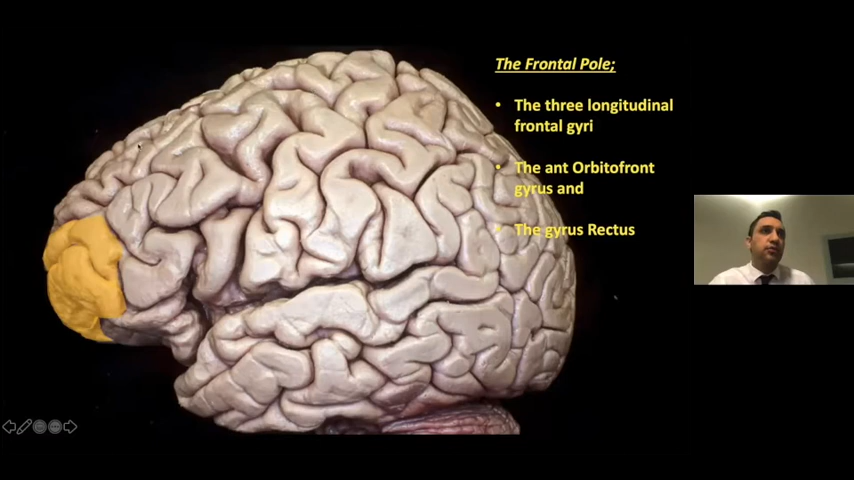 The Frontal Pole;
• The three longitudinal
frontal gyri
• The ant Orbitofront
gyrus and
• The gyrus Rectus